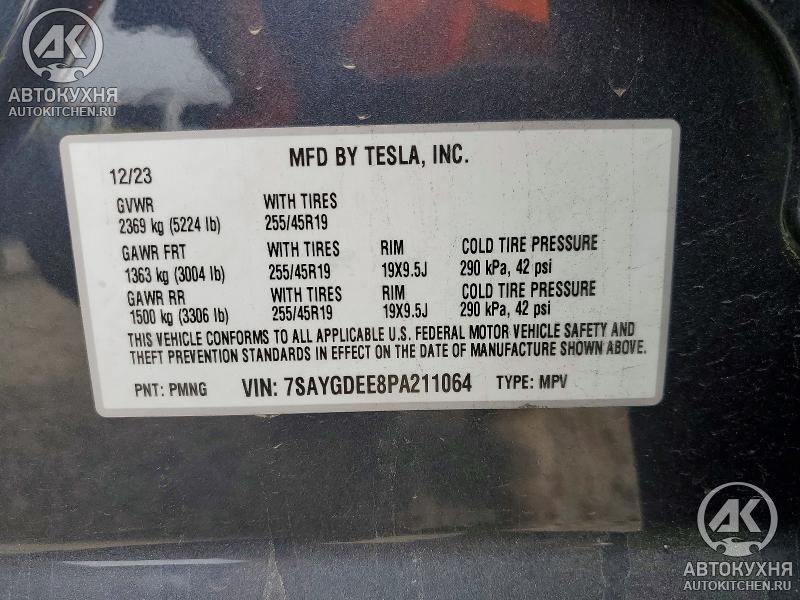 АК
АВТОКУХНЯ
AUTOKITCHEN.RU
MFD BY TESLA, INC.
12/23
GVWR WITH TIRES
2369 kg (5224 lb) 255/45R19
GAWR FRT WITH TIRES RIM COLD TIRE PRESSURE
1363 kg (3004 lb) 255/45R19 19X9.5J 290 kPa, 42 psi
GAWR RR WITH TIRES RIM COLD TIRE PRESSURE
1500 kg (3306 lb) 255/45R19 19X9.5J 290 kPa, 42 psi
THIS VEHICLE CONFORMS TO ALL APPLICABLE U.S. FEDERAL MOTOR VEHICLE SAFETY AND
THEFT PREVENTION STANDARDS IN EFFECT ON THE DATE OF MANUFACTURE SHOWN ABOVE.
PNT: PMNG VIN: 7SAYGDEE8PA211064 TYPE: MPV
АК
АВТОКУХНЯ
AUTOKITCHEN.RU